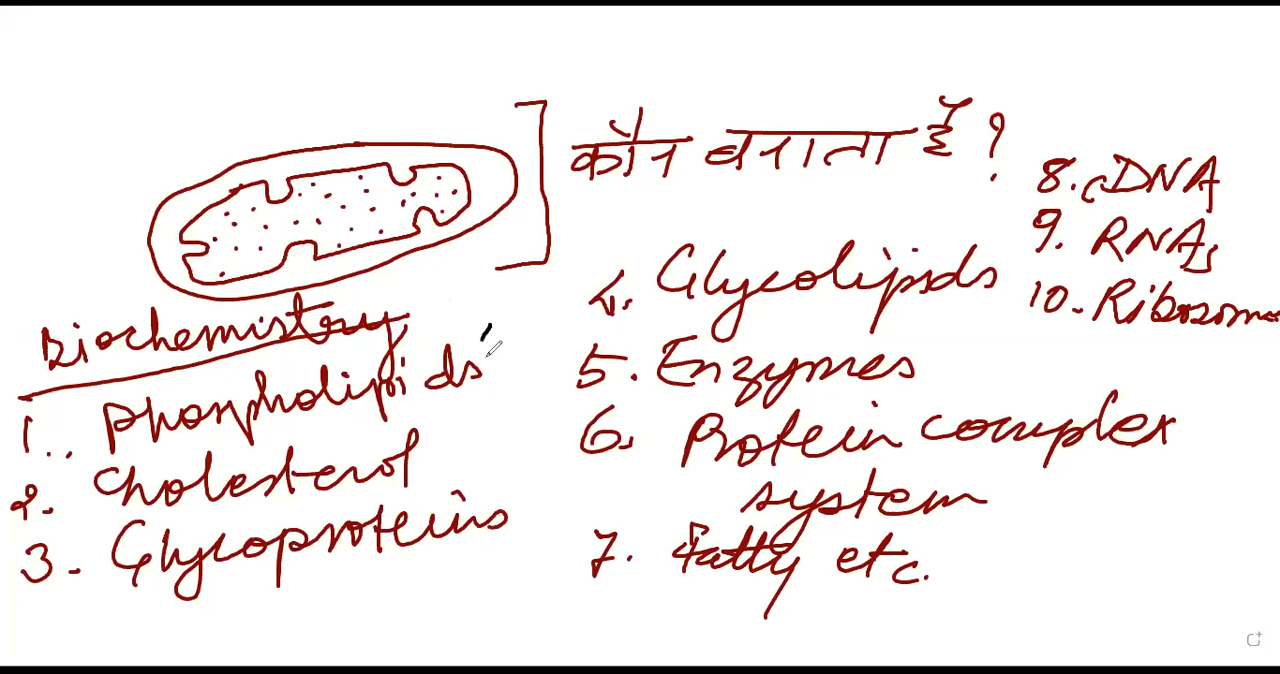 कौन बनाता है ?
Biochemistry
1.. Phospholipids
2. Cholesterol
3. Glycoproteins
4. Glycolipids
5. Enzymes
6. Protein complex
system
7. Fatty etc.
8. cDNA
9. RNAs
10. Ribosomes